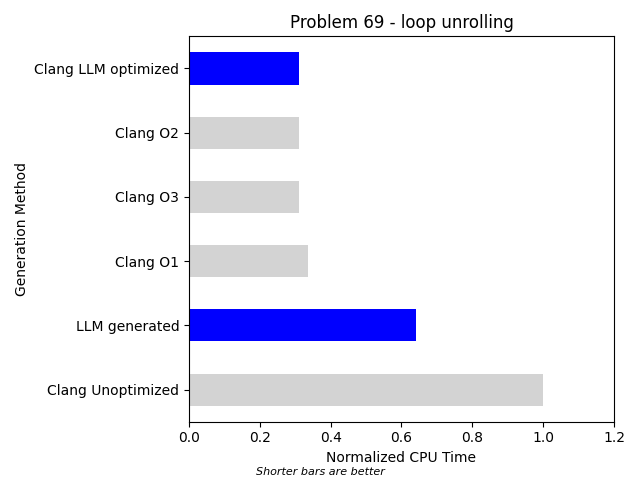 Problem 69 - loop unrolling
Clang LLM optimized
Clang O2
Clang O3
Clang O1
LLM generated
Clang Unoptimized
Generation Method
0.0 0.2 0.4 0.6 0.8 1.0 1.2
Normalized CPU Time
Shorter bars are better